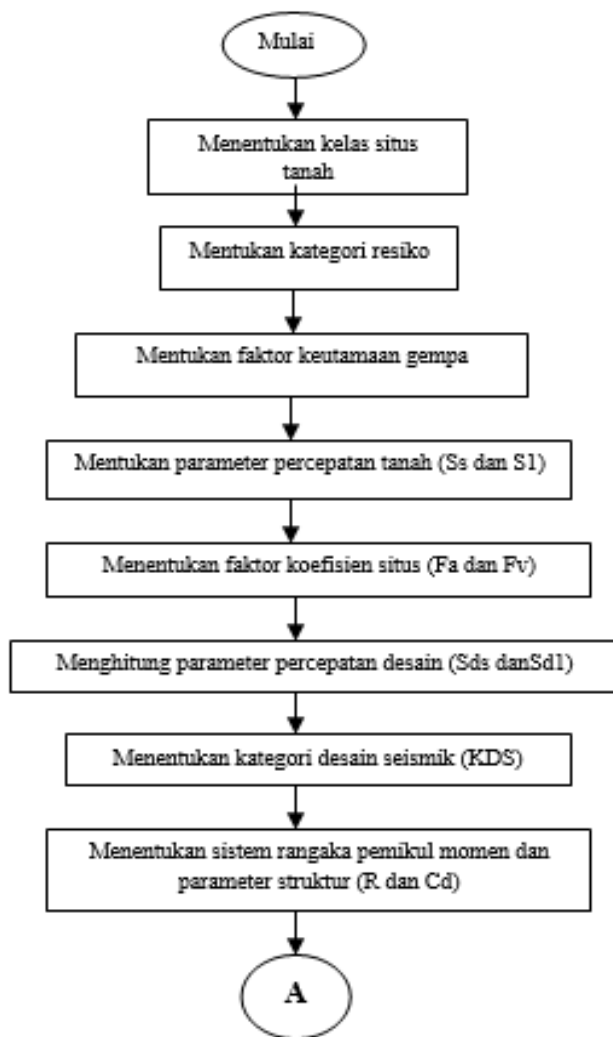 Mulai
Menentukan kelas situs
tanah
Mentukan kategori resiko
Mentukan faktor keutamaan gempa
Mentukan parameter percepatan tanah (Ss dan S1)
Menentukan faktor koefisien situs (Fa dan Fv)
Menghitung parameter percepatan desain (Sds danSd1)
Menentukan kategori desain seismik (KDS)
Menentukan sistem rangaka pemikul momen dan
parameter struktur (R dan Cd)
A